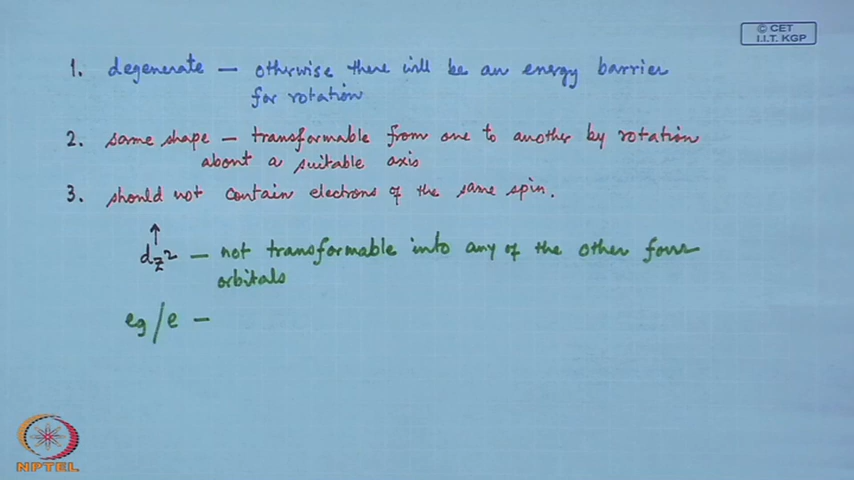 © CET
I.I.T. KGP
1. degenerate — otherwise there will be an energy barrier
for rotation
2. same shape — transformable from one to another by rotation
about a suitable axis
3. should not contain electrons of the same spin.
↑
dz² — not transformable into any of the other four
orbitals
eg/e —
NPTEL